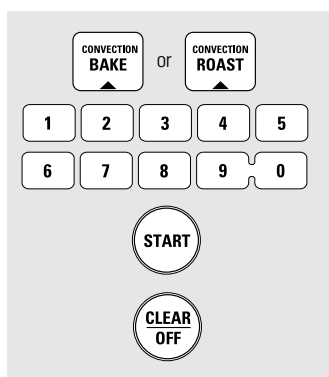 CONVECTION CONVECTION
BAKE or ROAST
1 2 3 4 5
6 7 8 9 0
START
CLEAR
OFF